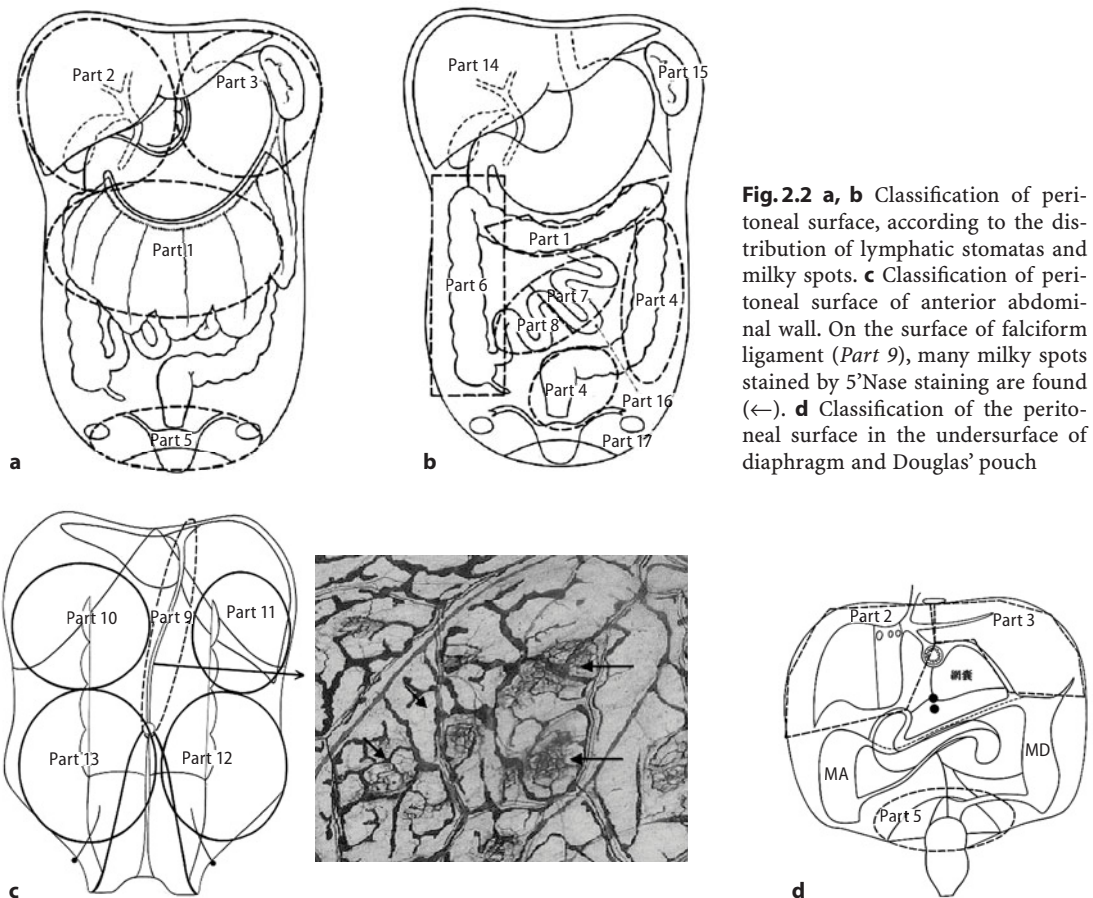 Part 2
Part 3
Part 1
Part 5
a
Part 14
Part 15
Part 1
Part 6
Part 7
Part 4
Part 8
Part 4
Part 16
Part 17
b
Fig. 2.2 a, b Classification of peri-
toneal surface, according to the dis-
tribution of lymphatic stomatas and
milky spots. c Classification of peri-
toneal surface of anterior abdomi-
nal wall. On the surface of falciform
ligament (Part 9), many milky spots
stained by 5’Nase staining are found
(←). d Classification of the perito-
neal surface in the undersurface of
diaphragm and Douglas’ pouch
Part 10
Part 9
Part 11
Part 13
Part 12
c
Part 2
Part 3
網嚢
MA
MD
Part 5
d